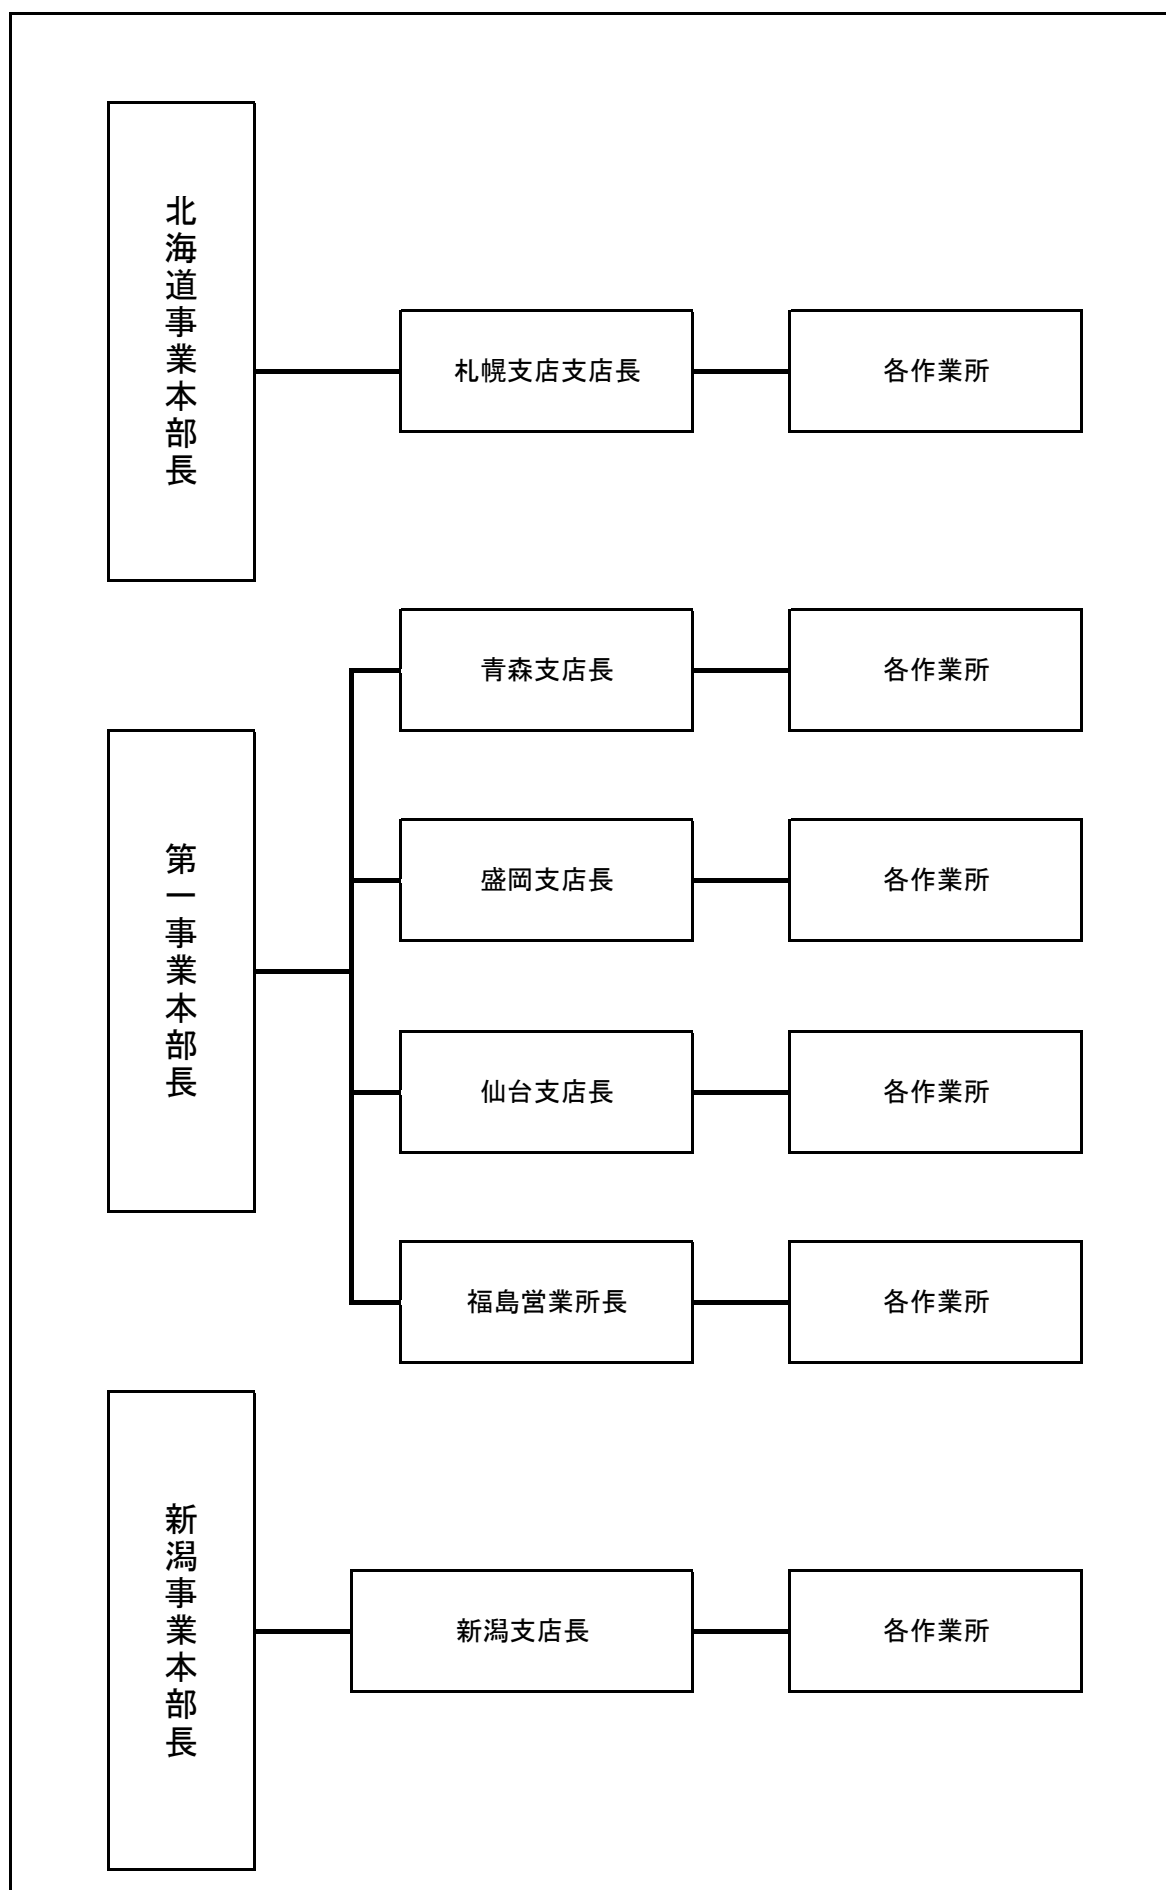 北海道事業本部長
札幌支店支店長
各作業所
青森支店長
各作業所
第一事業本部長
盛岡支店長
各作業所
仙台支店長
各作業所
福島営業所長
各作業所
新潟事業本部長
新潟支店長
各作業所